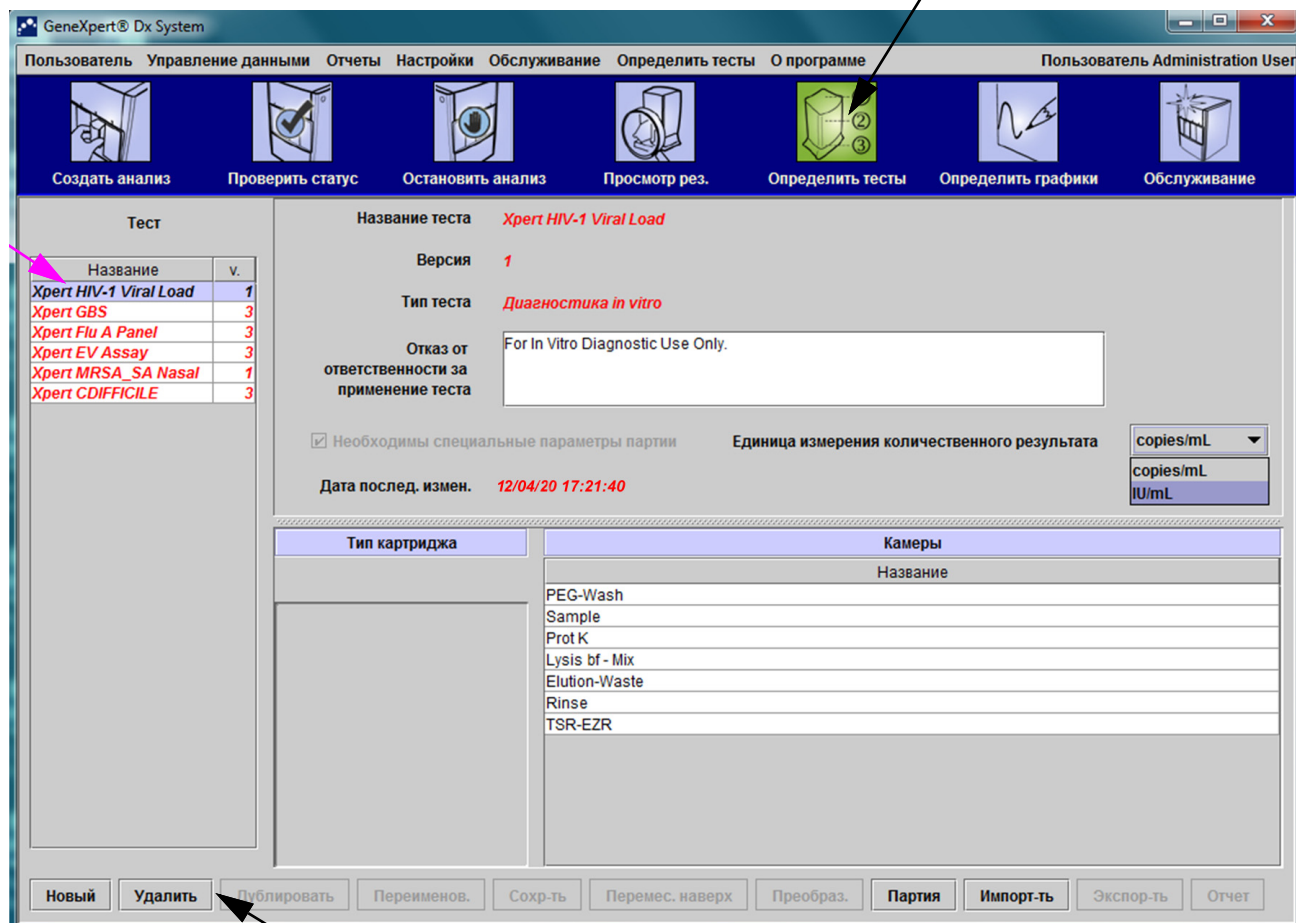 GeneXpert® Dx System
Пользователь Управление данными Отчеты Настройки Обслуживание Определить тесты О программе Пользователь Administration User
①
②
③
Создать анализ Проверить статус Остановить анализ Просмотр рез. Определить тесты Определить графики Обслуживание
Тест
Название v.
Xpert HIV-1 Viral Load 1
Xpert GBS 3
Xpert Flu A Panel 3
Xpert EV Assay 3
Xpert MRSA_SA Nasal 1
Xpert CDIFFICILE 3
Название теста Xpert HIV-1 Viral Load
Версия 1
Тип теста Диагностика in vitro
Отказ от
ответственности за
применение теста
For In Vitro Diagnostic Use Only.
Необходимы специальные параметры партии Единица измерения количественного результата copies/mL
copies/mL
IU/mL
Дата послед. измен. 12/04/20 17:21:40
Тип картриджа
Камеры
Название
PEG-Wash
Sample
Prot K
Lysis bf - Mix
Elution-Waste
Rinse
TSR-EZR
Новый Удалить Дублировать Переименов. Сохр-ть Перемес. наверх Преобраз. Партия Импорт-ть Экспор-ть Отчет